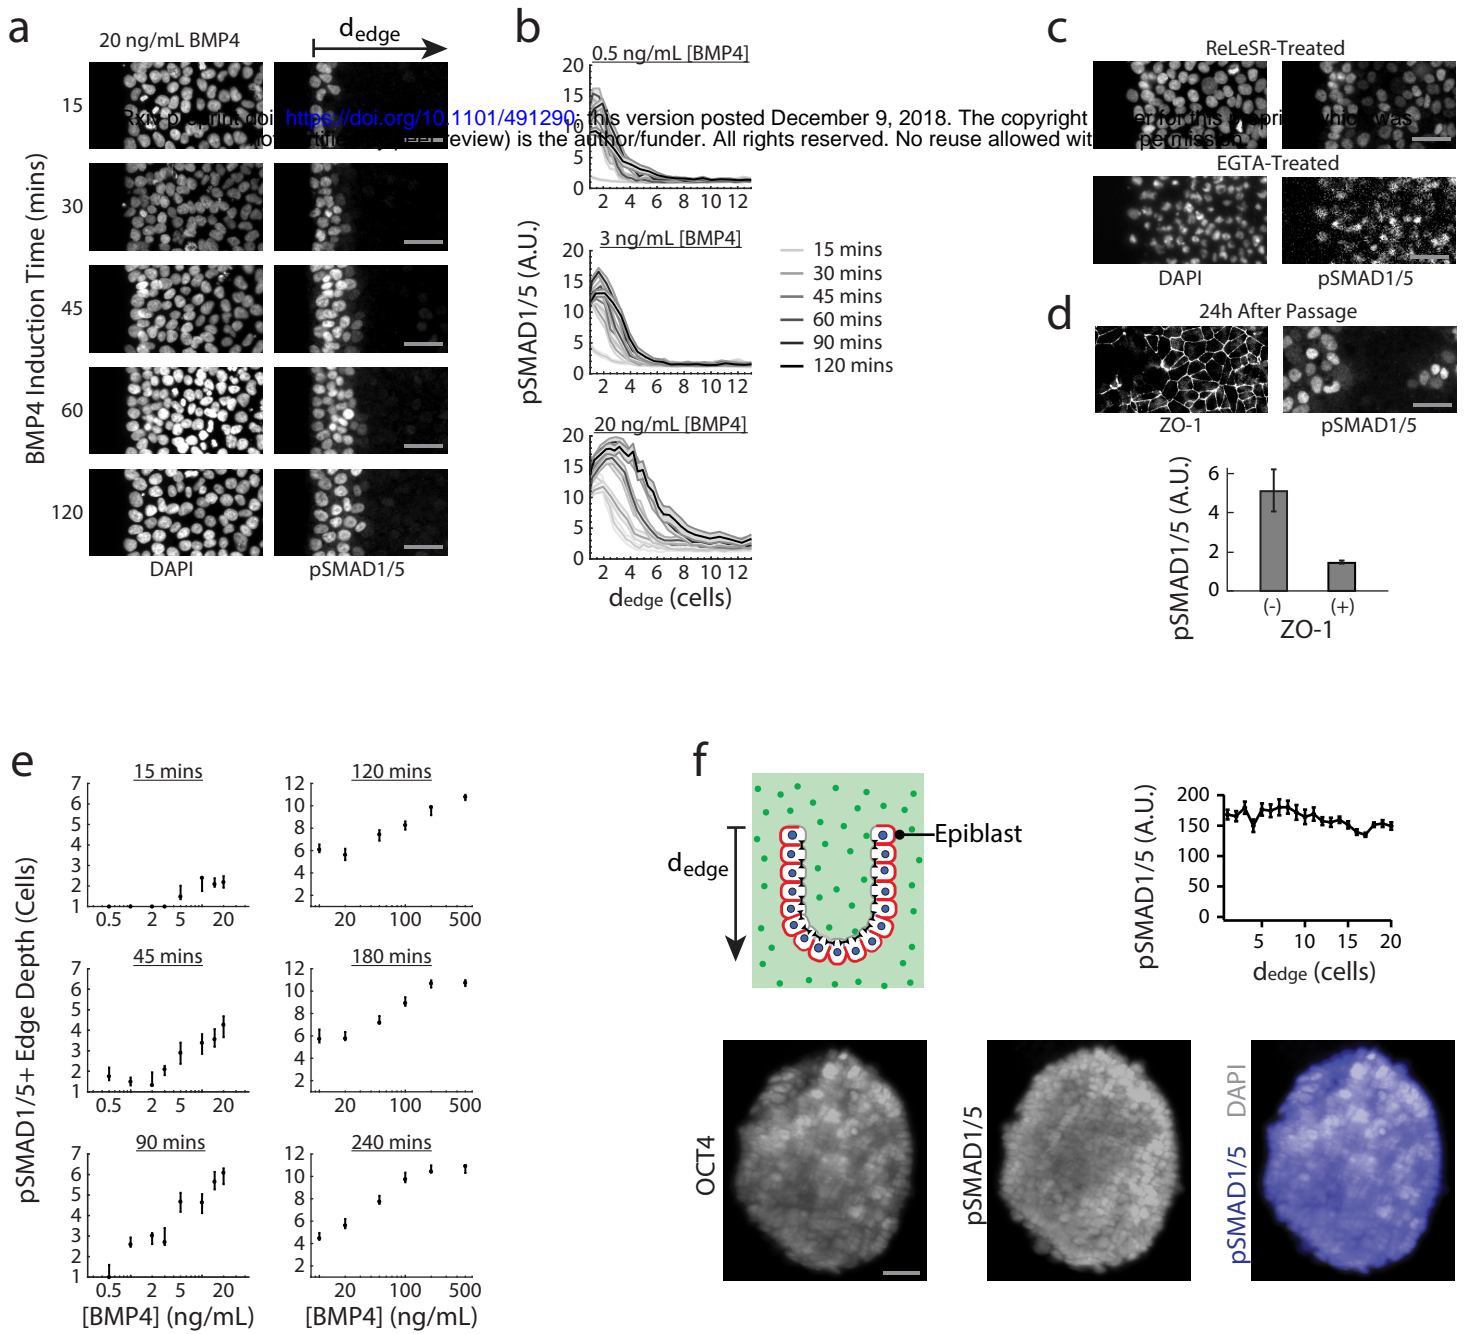 a
20 ng/mL BMP4
dedge
BMP4 Induction Time (mins)
15
30
45
60
120
DAPI
pSMAD1/5
https://doi.org/10.1101/491290; this version posted December 9, 2018. The copyright
review) is the author/funder. All rights reserved. No reuse allowed
b
0.5 ng/mL [BMP4]
20
15
10
5
0
2 4 6 8 10 12
3 ng/mL [BMP4]
20
15
10
5
0
2 4 6 8 10 12
20 ng/mL [BMP4]
20
15
10
5
0
2 4 6 8 10 12
pSMAD1/5 (A.U.)
dedge (cells)
15 mins
30 mins
45 mins
60 mins
90 mins
120 mins
c
ReLeSR-Treated
EGTA-Treated
DAPI
pSMAD1/5
d
24h After Passage
ZO-1
pSMAD1/5
pSMAD1/5 (A.U.)
6
4
2
0
(-) (+)
ZO-1
e
pSMAD1/5+ Edge Depth (Cells)
15 mins
7
6
5
4
3
2
1
0.5 2 5 20
120 mins
12
10
8
6
4
2
20 100 500
45 mins
7
6
5
4
3
2
1
0.5 2 5 20
180 mins
12
10
8
6
4
2
20 100 500
90 mins
7
6
5
4
3
2
1
0.5 2 5 20
240 mins
12
10
8
6
4
2
20 100 500
[BMP4] (ng/mL)
[BMP4] (ng/mL)
f
dedge
Epiblast
pSMAD1/5 (A.U.)
200
150
100
50
0
5 10 15 20
dedge (cells)
OCT4
pSMAD1/5
pSMAD1/5 DAPI